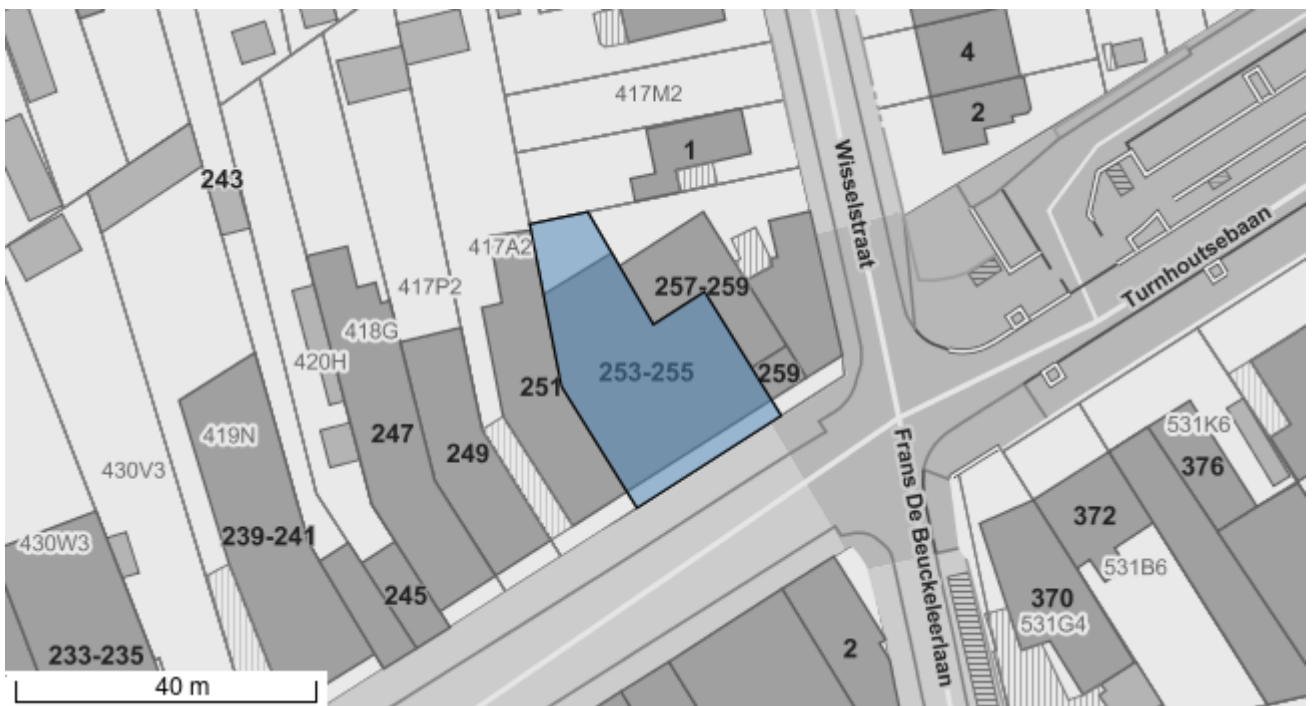 4
417M2
2
1
Wisselstraat
243
Turnhoutsebaan
417A2
417P2
257-259
418G
420H
253-255
259
251
531K6
419N
376
247
249
430V3
372
Frans De Beuckeleerlaan
239-241
430W3
531B6
245
370
531G4
2
233-235
40 m